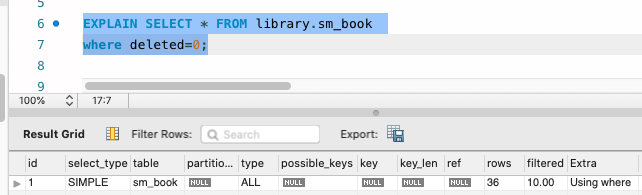 5
6 EXPLAIN SELECT * FROM library.sm_book
7 where deleted=0;
8
9
100% 17:7
Result Grid Filter Rows: Search Export:
id select_type table partitio... type possible_keys key key_len ref rows filtered Extra
1 SIMPLE sm_book NULL ALL NULL NULL NULL NULL 36 10.00 Using where